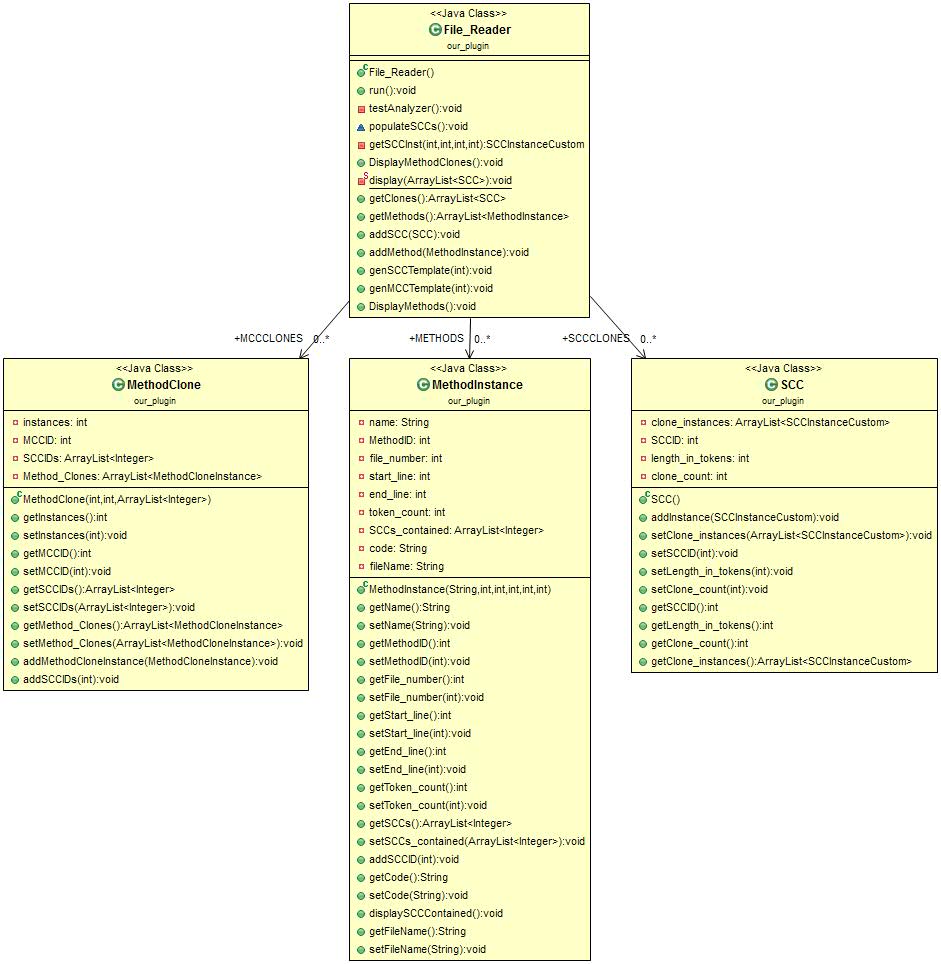 <<Java Class>>
File_Reader
our_plugin
File_Reader()
run():void
testAnalyzer():void
populateSCCs():void
getSCCInst(int,int,int,int):SCCInstanceCustom
DisplayMethodClones():void
display(ArrayList<SCC>):void
getClones():ArrayList<SCC>
getMethods():ArrayList<MethodInstance>
addSCC(SCC):void
addMethod(MethodInstance):void
genSCCTemplate(int):void
genMCCTemplate(int):void
DisplayMethods():void
+MCCCLONES 0..*
+METHODS 0..*
+SCCCLONES 0..*
<<Java Class>>
MethodClone
our_plugin
instances: int
MCCID: int
SCCIDs: ArrayList<Integer>
Method_Clones: ArrayList<MethodCloneInstance>
MethodClone(int,int,ArrayList<Integer>)
getInstances():int
setInstances(int):void
getMCCID():int
setMCCID(int):void
getSCCIDs():ArrayList<Integer>
setSCCIDs(ArrayList<Integer>):void
getMethod_Clones():ArrayList<MethodCloneInstance>
setMethod_Clones(ArrayList<MethodCloneInstance>):void
addMethodCloneInstance(MethodCloneInstance):void
addSCCIDs(int):void
<<Java Class>>
MethodInstance
our_plugin
name: String
MethodID: int
file_number: int
start_line: int
end_line: int
token_count: int
SCCs_contained: ArrayList<Integer>
code: String
fileName: String
MethodInstance(String,int,int,int,int,int)
getName():String
setName(String):void
getMethodID():int
setMethodID(int):void
getFile_number():int
setFile_number(int):void
getStart_line():int
setStart_line(int):void
getEnd_line():int
setEnd_line(int):void
getToken_count():int
setToken_count(int):void
getSCCs():ArrayList<Integer>
setSCCs_contained(ArrayList<Integer>):void
addSCCID(int):void
getCode():String
setCode(String):void
displaySCCContained():void
getFileName():String
setFileName(String):void
<<Java Class>>
SCC
our_plugin
clone_instances: ArrayList<SCCInstanceCustom>
SCCID: int
length_in_tokens: int
clone_count: int
SCC()
addInstance(SCCInstanceCustom):void
setClone_instances(ArrayList<SCCInstanceCustom>):void
setSCCID(int):void
setLength_in_tokens(int):void
setClone_count(int):void
getSCCID():int
getLength_in_tokens():int
getClone_count():int
getClone_instances():ArrayList<SCCInstanceCustom>